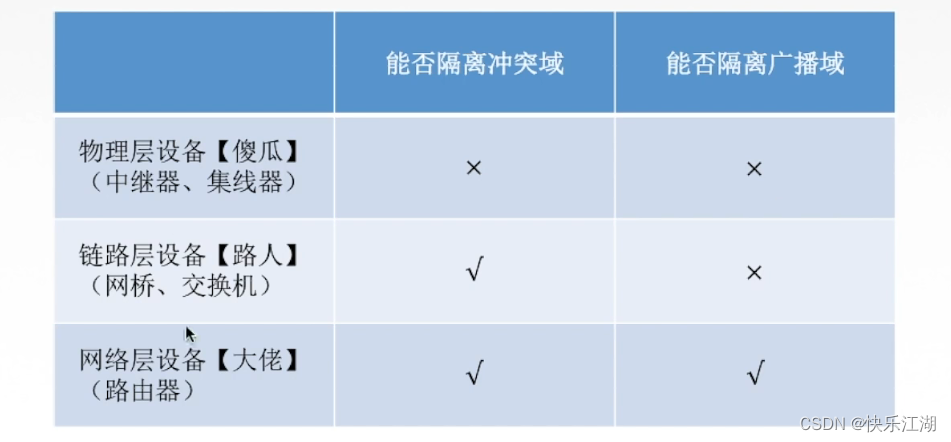 能否隔离冲突域
能否隔离广播域
物理层设备【傻瓜】
（中继器、集线器）
×
×
链路层设备【路人】
（网桥、交换机）
√
×
网络层设备【大佬】
（路由器）
√
√
CSDN @快乐江湖